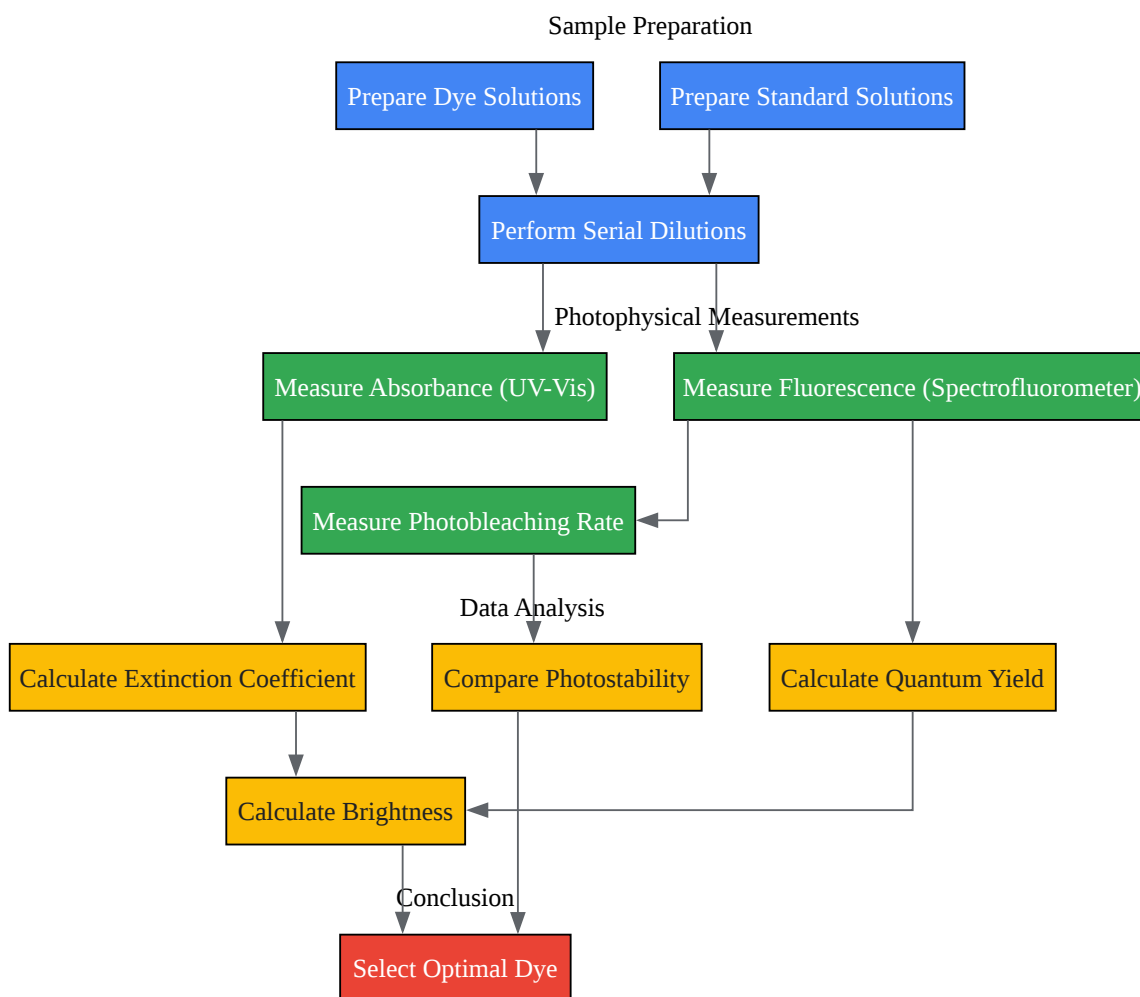 Sample Preparation
Prepare Dye Solutions
Prepare Standard Solutions
Perform Serial Dilutions
Photophysical Measurements
Measure Absorbance (UV-Vis)
Measure Fluorescence (Spectrofluorometer)
Measure Photobleaching Rate
Data Analysis
Calculate Extinction Coefficient
Compare Photostability
Calculate Quantum Yield
Calculate Brightness
Conclusion
Select Optimal Dye